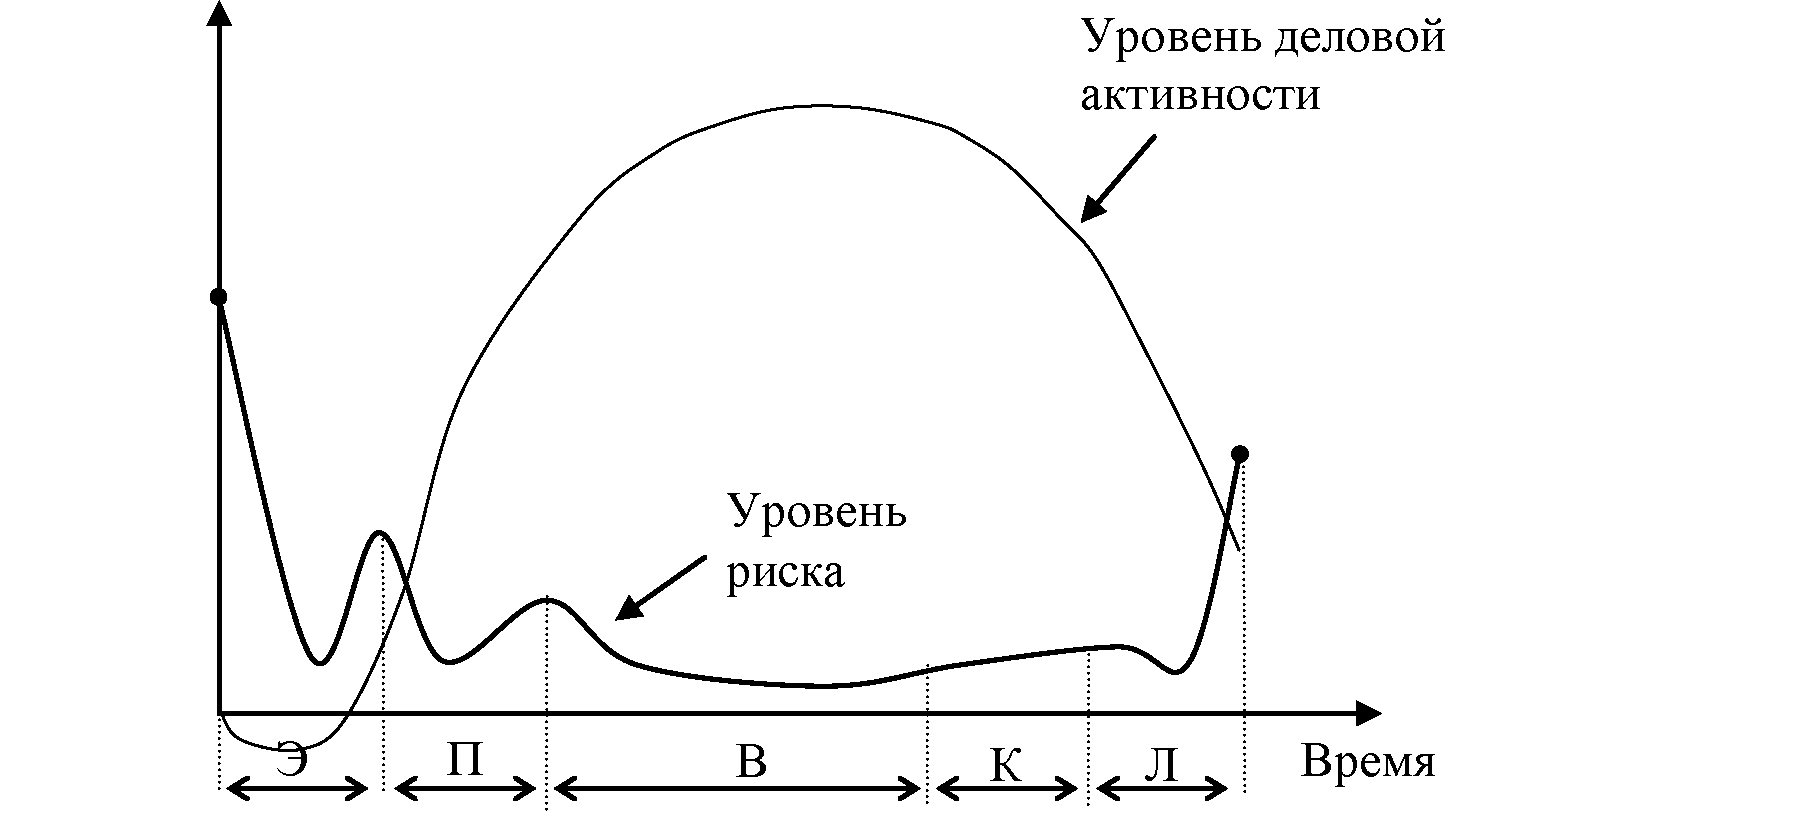 Уровень деловой
активности
Уровень
риска
Э
П
В
К
Л
Время